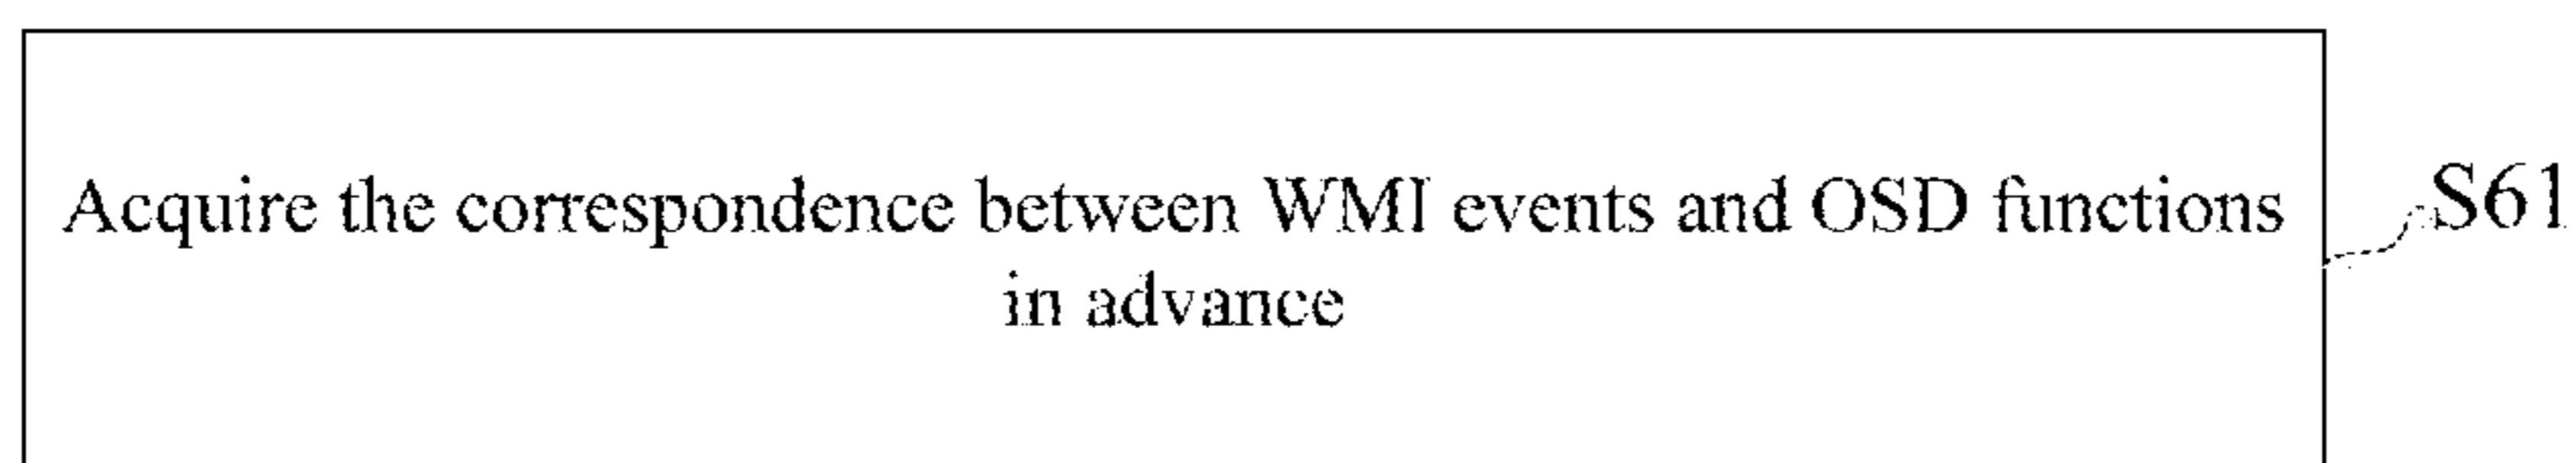 Acquire the correspondence between WMI events and OSD functions
in advance
S61